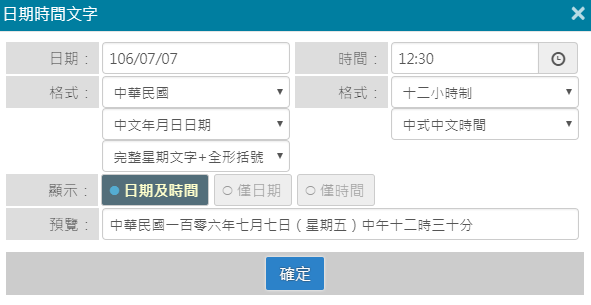 日期時間文字
日期： 106/07/07 時間： 12:30
格式： 中華民國 格式： 十二小時制
中文年月日日期 中式中文時間
完整星期文字+全形括號
顯示： 日期及時間 僅日期 僅時間
預覽： 中華民國一百零六年七月七日（星期五）中午十二時三十分
確定